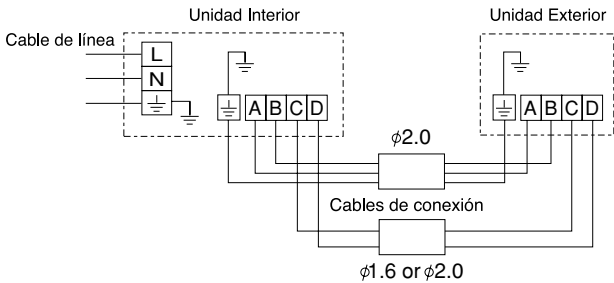 Unidad Interior
Unidad Exterior
Cable de línea
L
N
A B C D
A B C D
φ2.0
Cables de conexión
φ1.6 or φ2.0